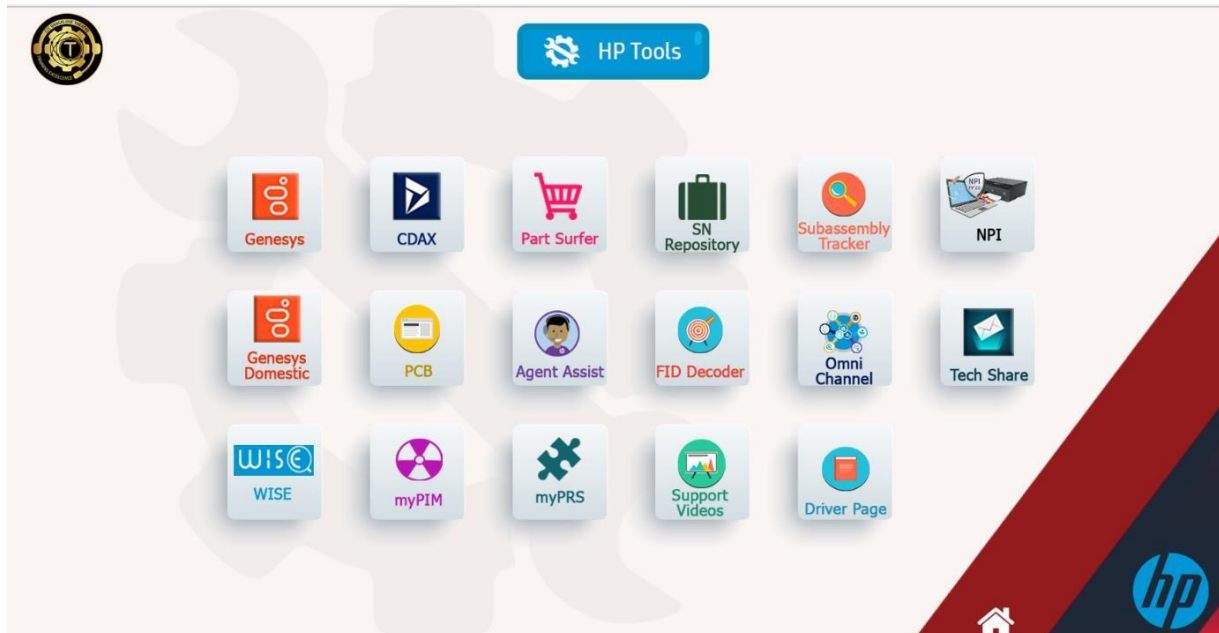 HP Tools
Genesys
CDAX
Part Surfer
SN
Repository
Subassembly
Tracker
NPI
NPI
Genesys
Domestic
PCB
Agent Assist
FID Decoder
Omni
Channel
Tech Share
WISE
WISE
myPIM
myPRS
Support
Videos
Driver Page
hp
T